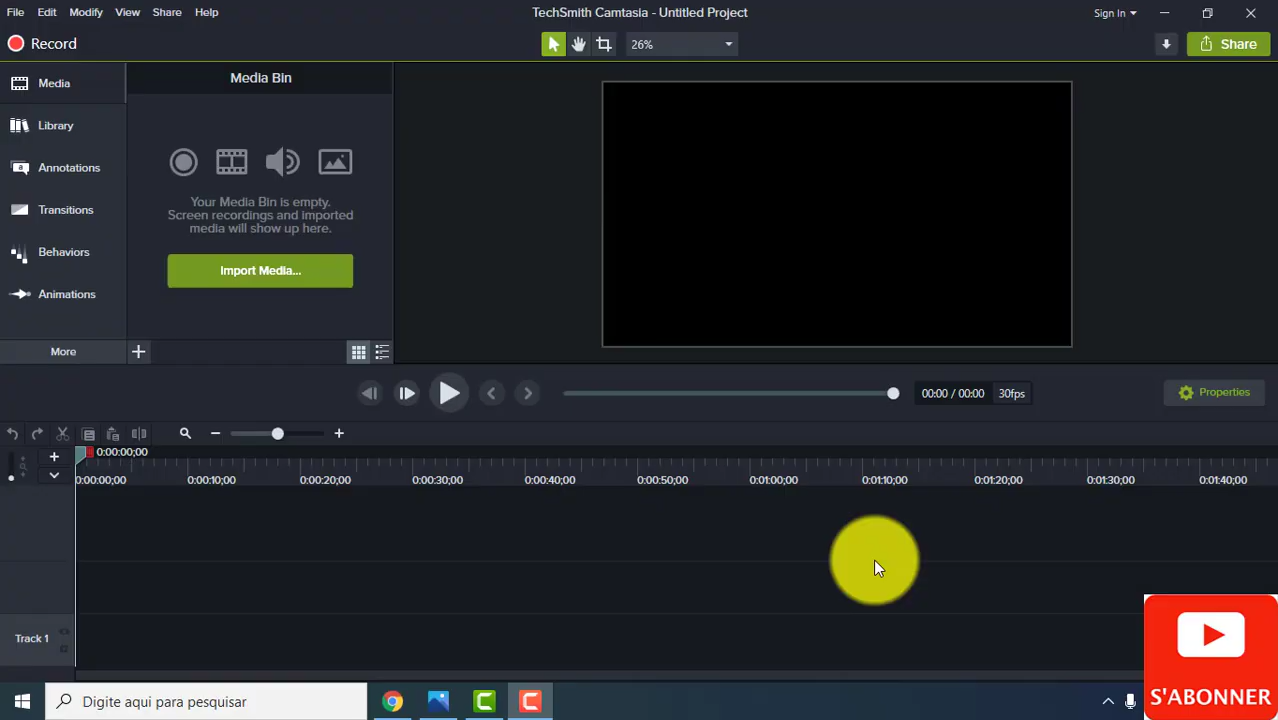 File Edit Modify View Share Help
TechSmith Camtasia - Untitled Project
Sign In
Record
26%
Share
Media
Library
Annotations
Transitions
Behaviors
Animations
More
Media Bin
Your Media Bin is empty.
Screen recordings and imported
media will show up here.
Import Media...
00:00 / 00:00 30fps
Properties
0:00:00;00
0:00:00;00 0:00:10;00 0:00:20;00 0:00:30;00 0:00:40;00 0:00:50;00 0:01:00;00 0:01:10;00 0:01:20;00 0:01:30;00 0:01:40;00
Track 1
S'ABONNER
Digite aqui para pesquisar